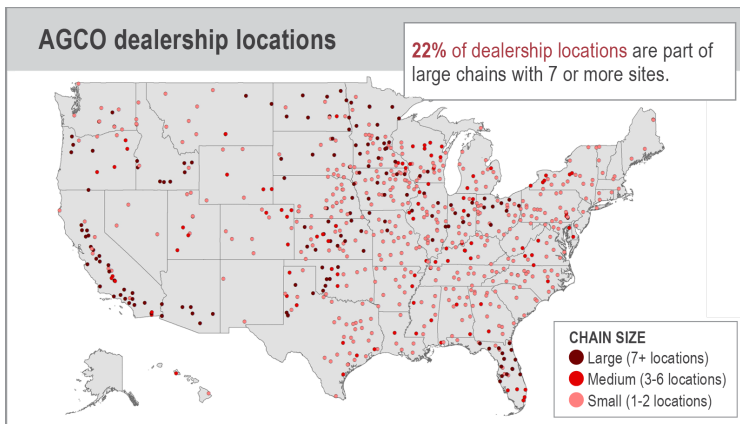 AGCO dealership locations
22% of dealership locations are part of
large chains with 7 or more sites.
CHAIN SIZE
Large (7+ locations)
Medium (3-6 locations)
Small (1-2 locations)